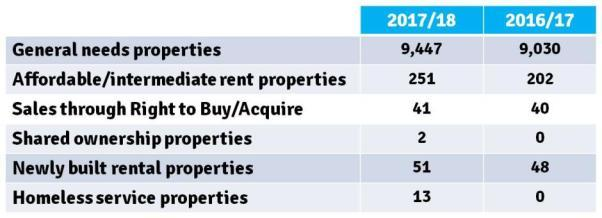 2017/18 2016/17
General needs properties 9,447 9,030
Affordable/intermediate rent properties 251 202
Sales through Right to Buy/Acquire 41 40
Shared ownership properties 2 0
Newly built rental properties 51 48
Homeless service properties 13 0